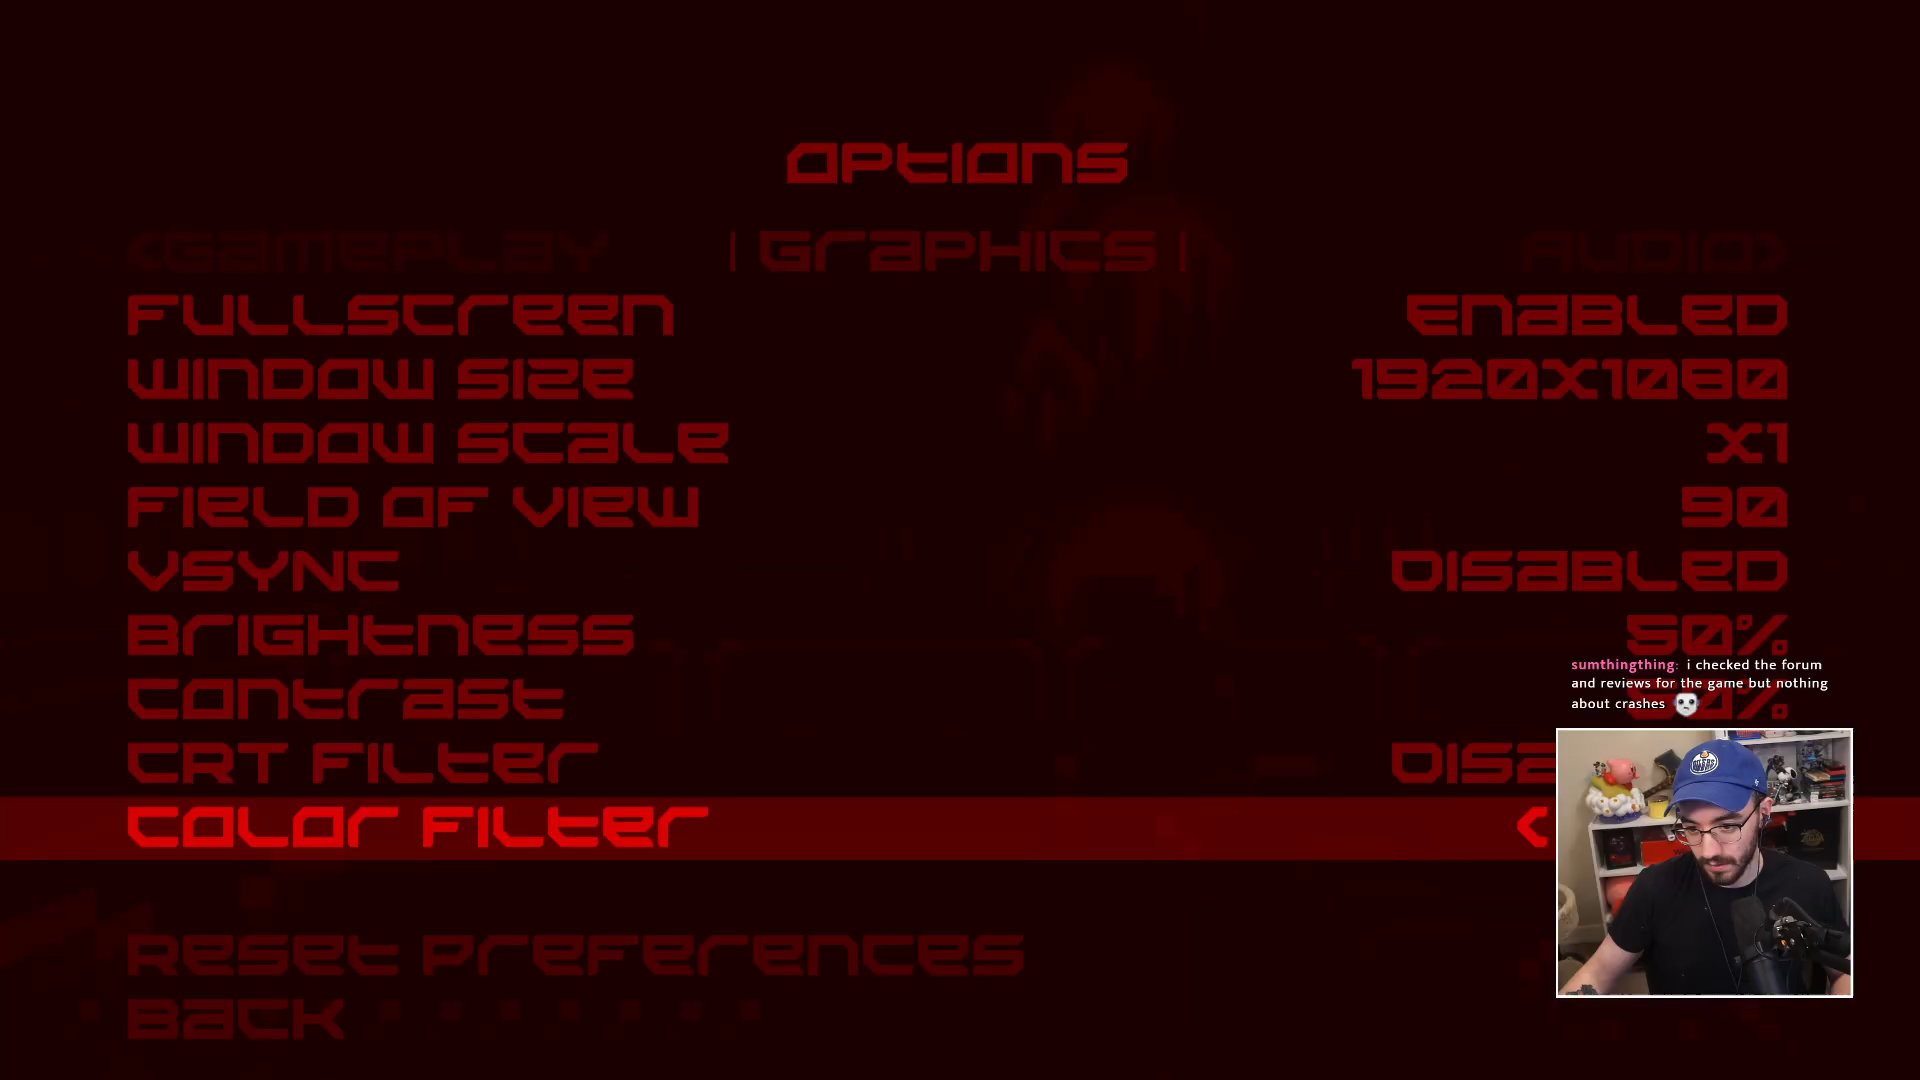 OPTIONS
<GAMEPLAY | GRAPHICS | AUDIO>
FULLSCREEN ENABLED
WINDOW SIZE 1920X1080
WINDOW SCALE X1
FIELD OF VIEW 90
VSYNC DISABLED
BRIGHTNESS 50%
CONTRAST 50%
sumthingthing: i checked the forum
and reviews for the game but nothing
about crashes
CRT FILTER DISA
COLOR FILTER <
RESET PREFERENCES
BACK